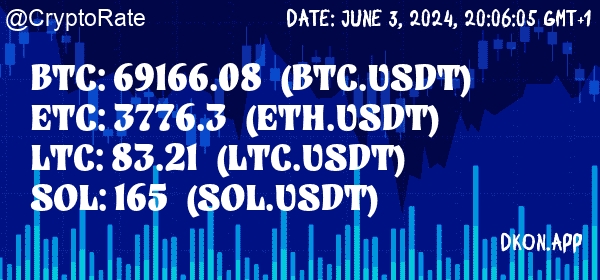 @CryptoRate
DATE: JUNE 3, 2024, 20:06:05 GMT+1
BTC: 69166.08 (BTC.USDT)
ETC: 3776.3 (ETH.USDT)
LTC: 83.21 (LTC.USDT)
SOL: 165 (SOL.USDT)
DKON.APP